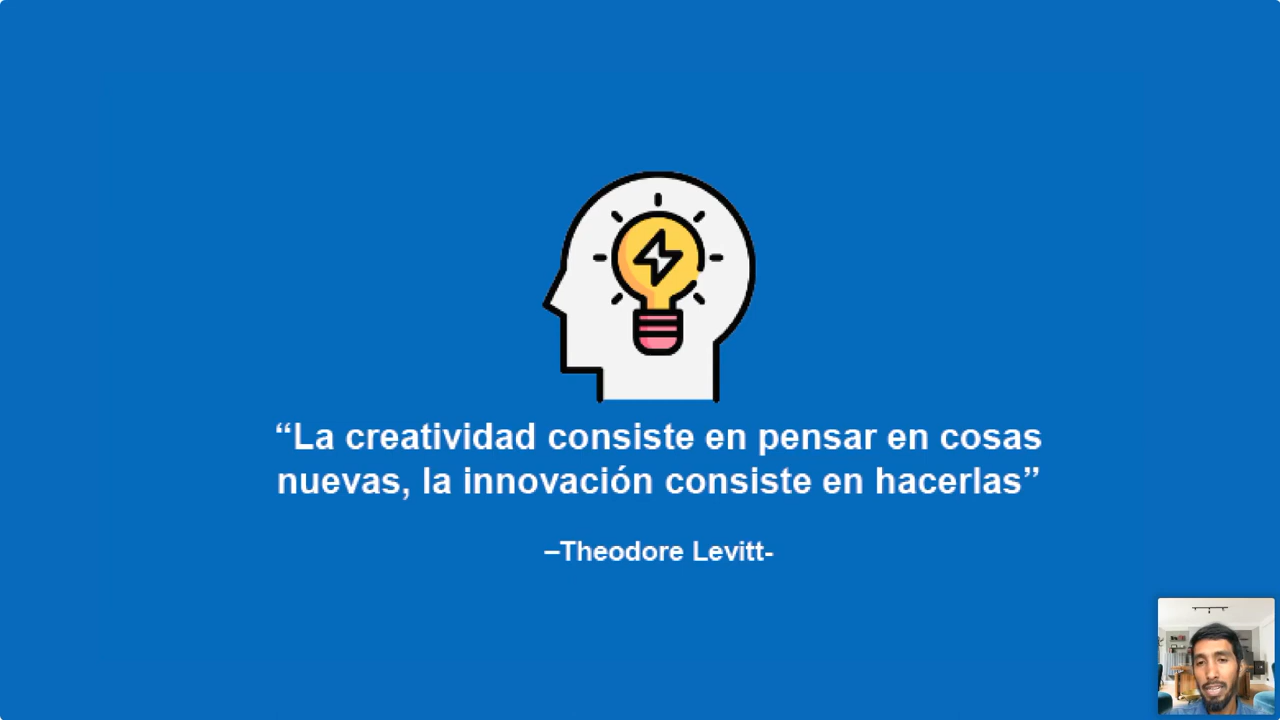 “La creatividad consiste en pensar en cosas
nuevas, la innovación consiste en hacerlas”
–Theodore Levitt-